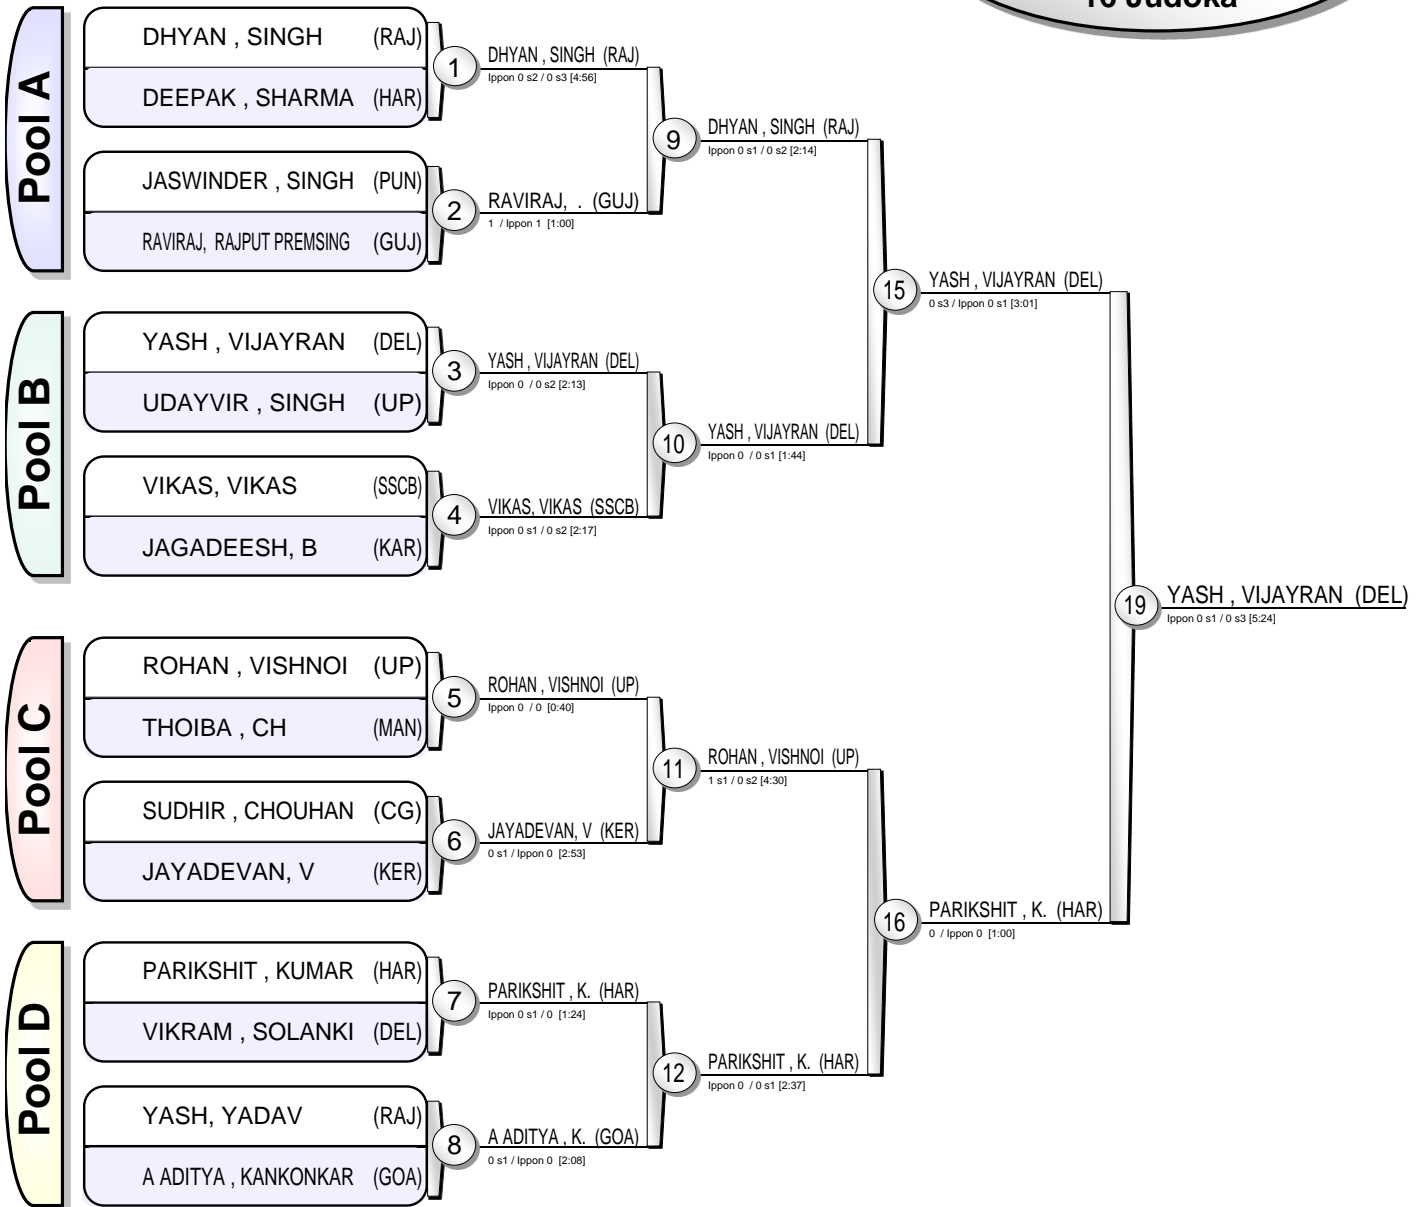 16 Judoka
Pool A
DHYAN , SINGH (RAJ)
DEEPAK , SHARMA (HAR)
JASWINDER , SINGH (PUN)
RAVIRAJ, RAJPUT PREMSING (GUJ)
Pool B
YASH , VIJAYRAN (DEL)
UDAYVIR , SINGH (UP)
VIKAS, VIKAS (SSCB)
JAGADEESH, B (KAR)
Pool C
ROHAN , VISHNOI (UP)
THOIBA , CH (MAN)
SUDHIR , CHOUHAN (CG)
JAYADEVAN, V (KER)
Pool D
PARIKSHIT , KUMAR (HAR)
VIKRAM , SOLANKI (DEL)
YASH, YADAV (RAJ)
A ADITYA , KANKONKAR (GOA)
1
DHYAN , SINGH (RAJ)
Ippon 0 s2 / 0 s3 [4:56]
2
RAVIRAJ, . (GUJ)
1 / Ippon 1 [1:00]
3
YASH , VIJAYRAN (DEL)
Ippon 0 / 0 s2 [2:13]
4
VIKAS, VIKAS (SSCB)
Ippon 0 s1 / 0 s2 [2:17]
5
ROHAN , VISHNOI (UP)
Ippon 0 / 0 [0:40]
6
JAYADEVAN, V (KER)
0 s1 / Ippon 0 [2:53]
7
PARIKSHIT , K. (HAR)
Ippon 0 s1 / 0 [1:24]
8
A ADITYA , K. (GOA)
0 s1 / Ippon 0 [2:08]
9
DHYAN , SINGH (RAJ)
Ippon 0 s1 / 0 s2 [2:14]
10
YASH , VIJAYRAN (DEL)
Ippon 0 / 0 s1 [1:44]
11
ROHAN , VISHNOI (UP)
1 s1 / 0 s2 [4:30]
12
PARIKSHIT , K. (HAR)
Ippon 0 / 0 s1 [2:37]
15
YASH , VIJAYRAN (DEL)
0 s3 / Ippon 0 s1 [3:01]
16
PARIKSHIT , K. (HAR)
0 / Ippon 0 [1:00]
19
YASH , VIJAYRAN (DEL)
Ippon 0 s1 / 0 s3 [5:24]